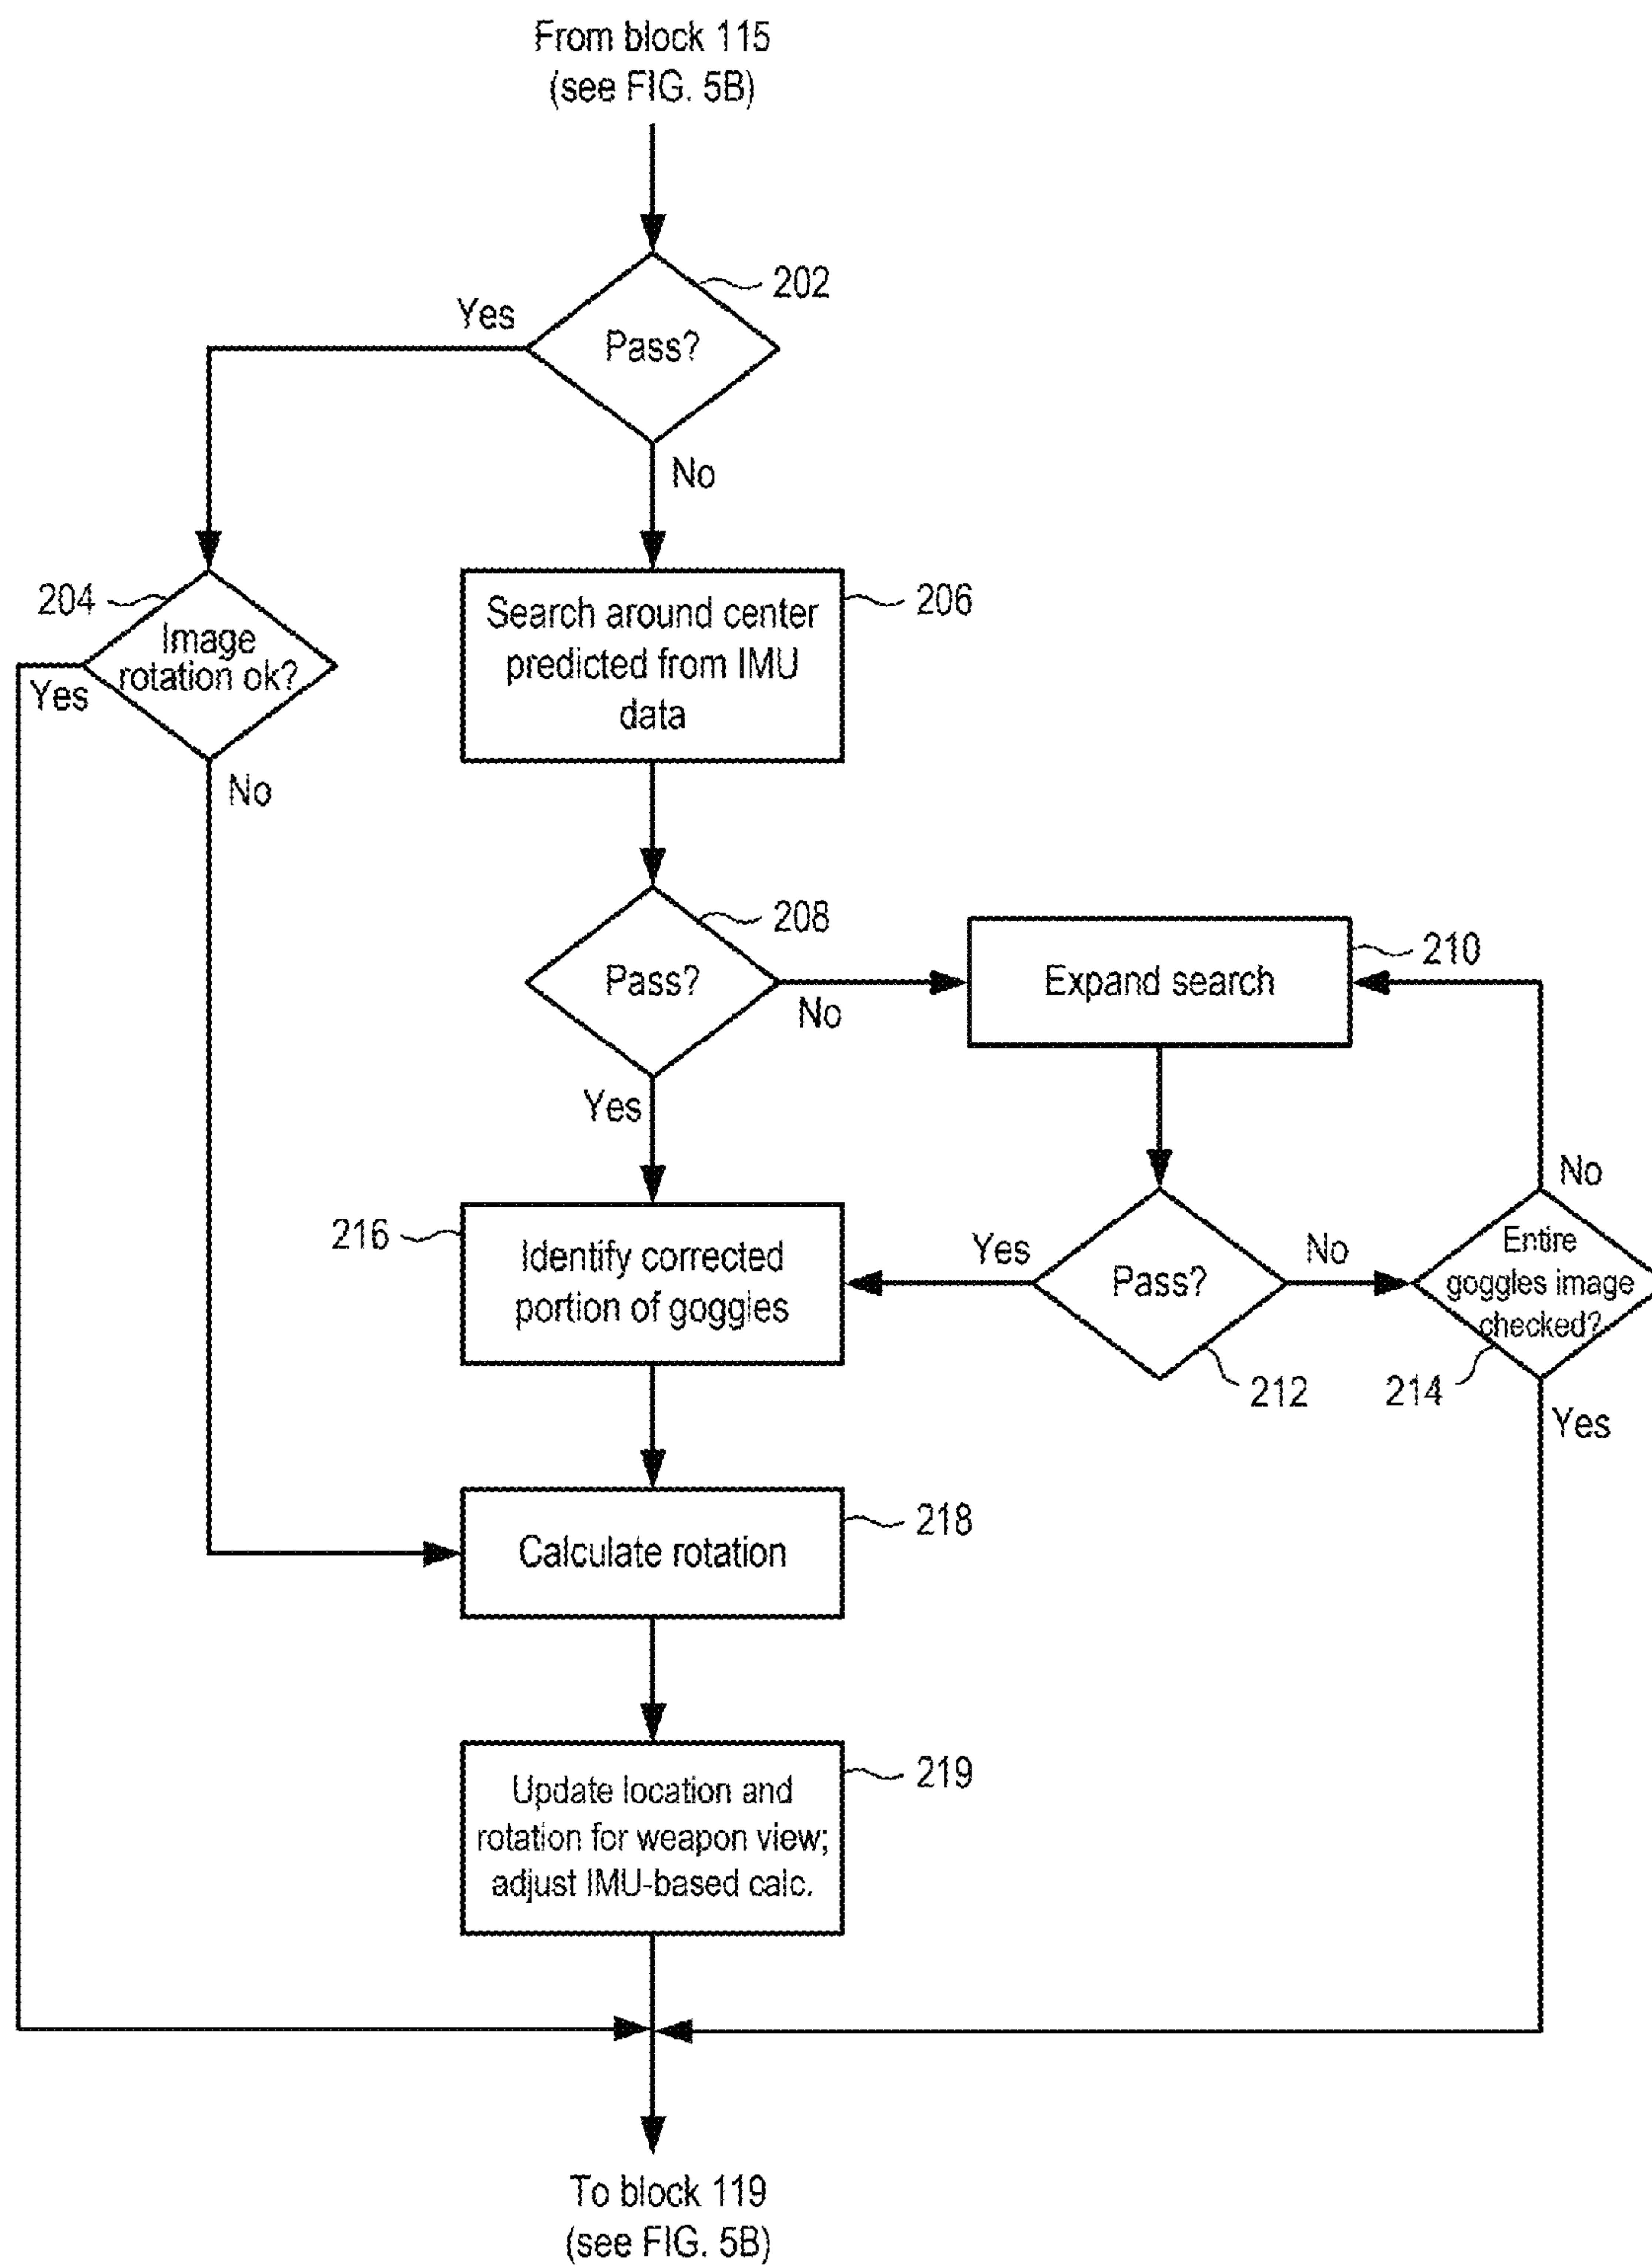 From block 115
(see FIG. 5B)
202
Yes
Pass?
No
204
Image
rotation ok?
Yes
No
206
Search around center
predicted from IMU
data
208
Pass?
No
Yes
210
Expand search
216
Identify corrected
portion of goggles
Yes
Pass?
No
212
No
Entire
goggles image
checked?
214
Yes
218
Calculate rotation
219
Update location and
rotation for weapon view;
adjust IMU-based calc.
To block 119
(see FIG. 5B)